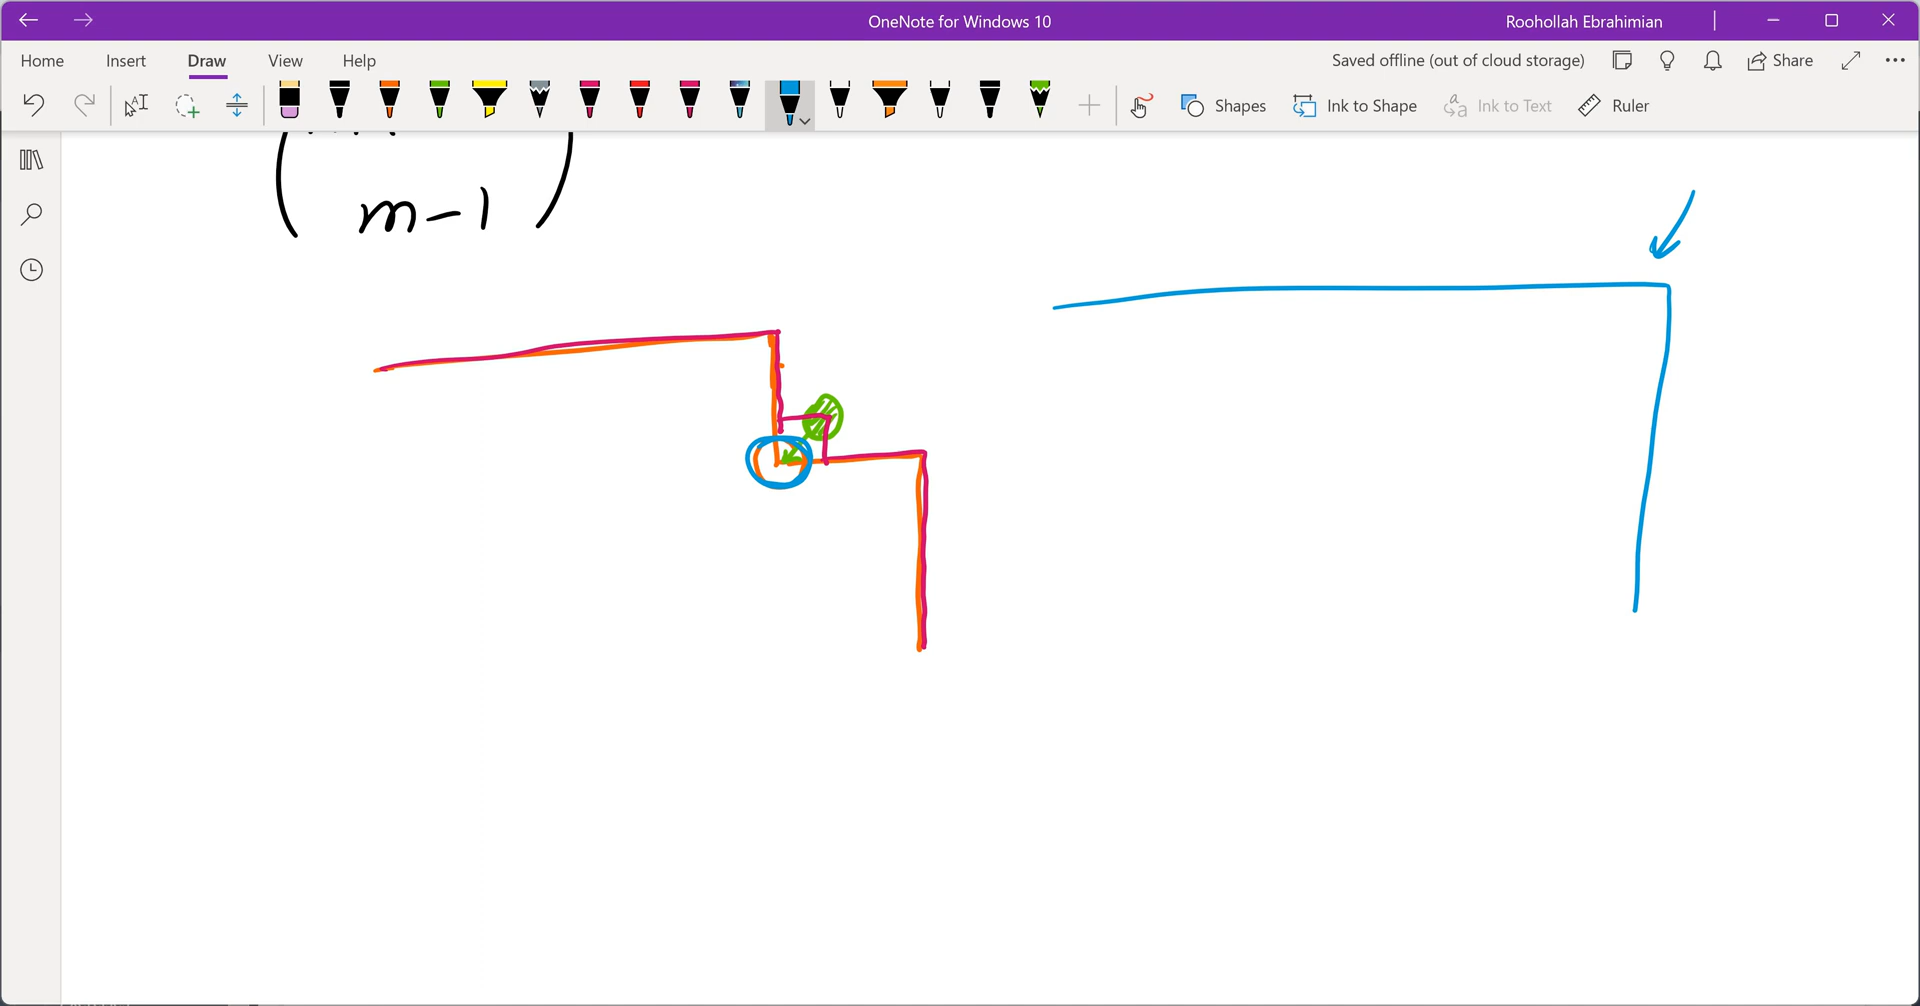 OneNote for Windows 10
Roohollah Ebrahimian
Home Insert Draw View Help
Saved offline (out of cloud storage)
Share
Shapes
Ink to Shape
Ink to Text
Ruler
m-1